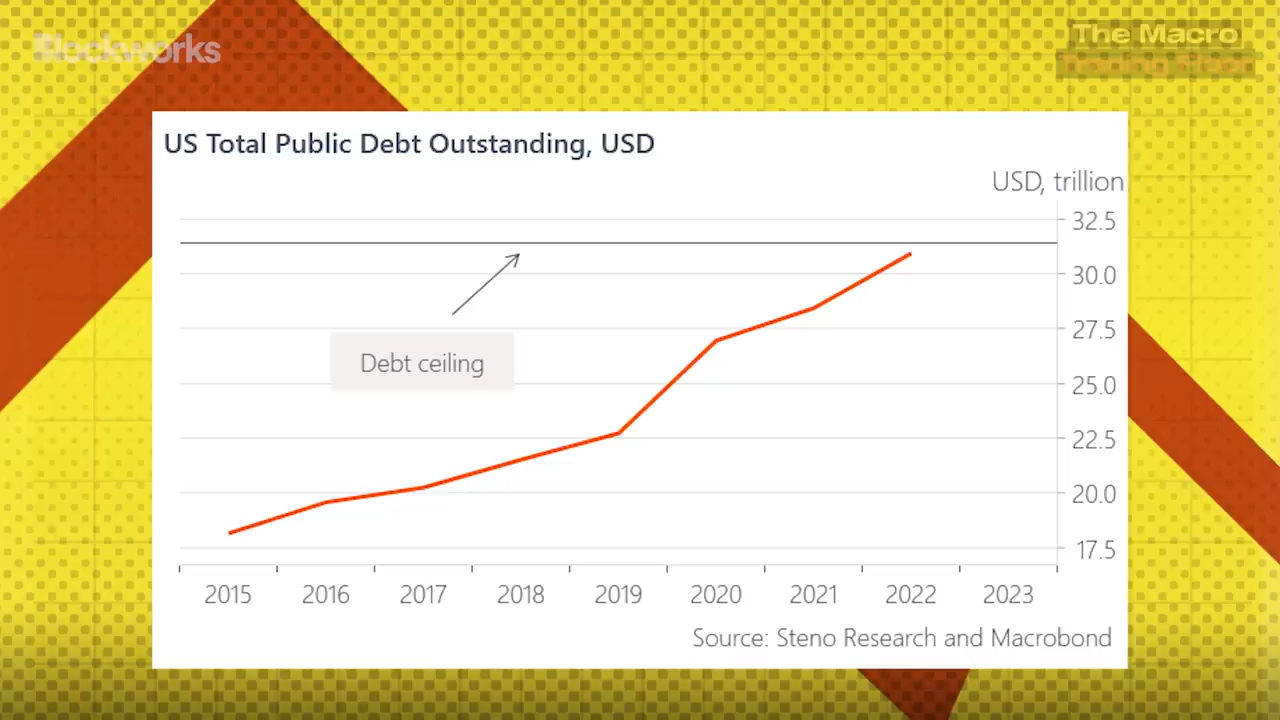 Blockworks
The Macro
Trading Floor
US Total Public Debt Outstanding, USD
USD, trillion
32.5
30.0
27.5
25.0
22.5
20.0
17.5
Debt ceiling
2015 2016 2017 2018 2019 2020 2021 2022 2023
Source: Steno Research and Macrobond